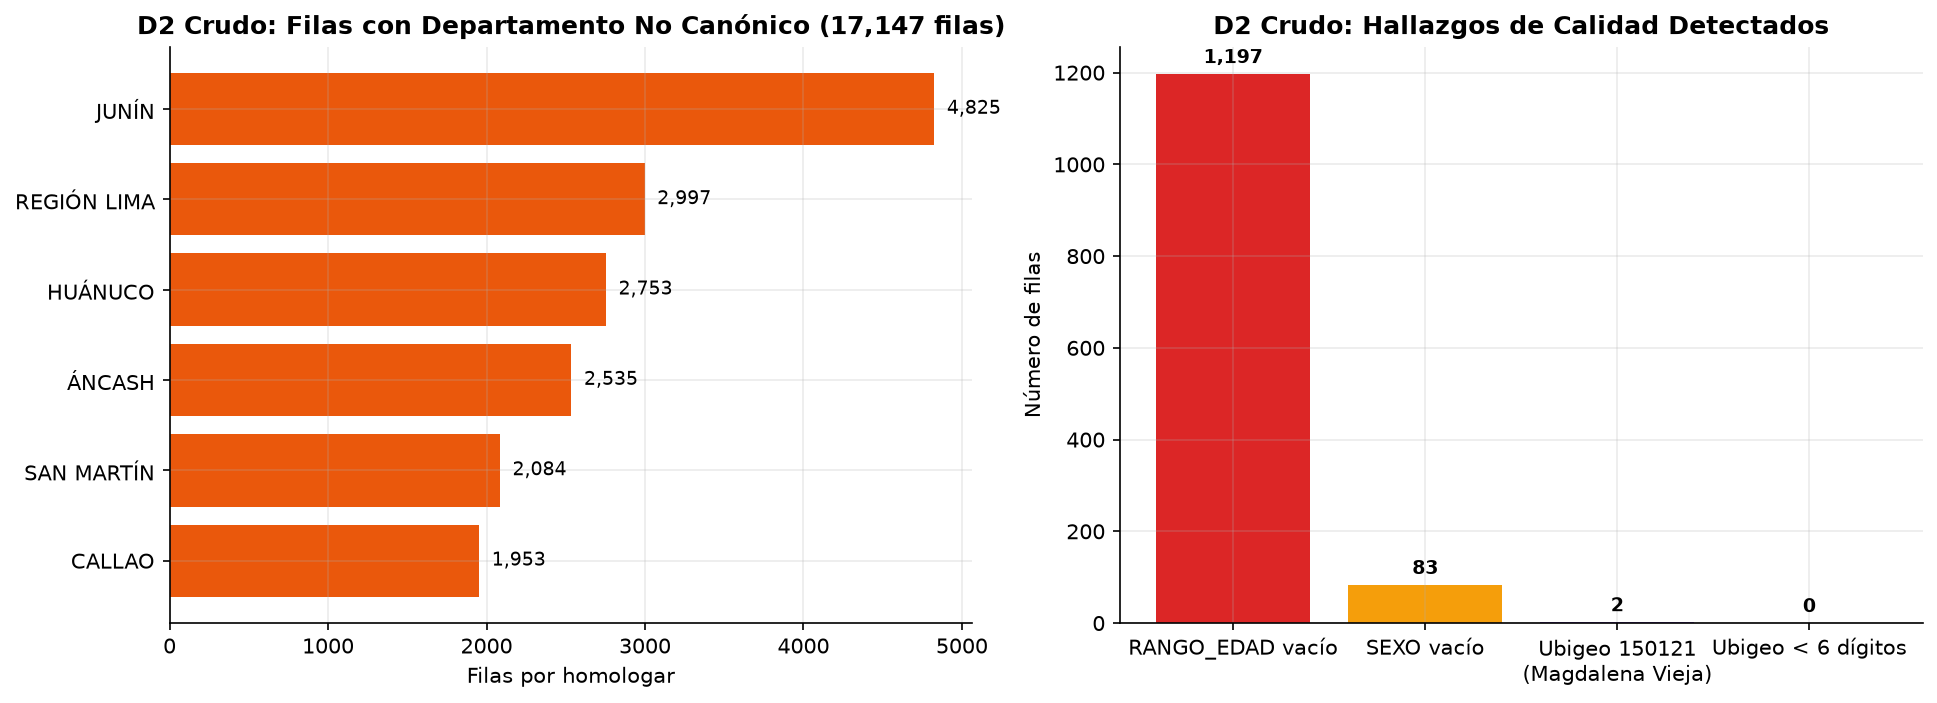 D2 Crudo: Filas con Departamento No Canónico (17,147 filas)
JUNÍN
4,825
REGIÓN LIMA
2,997
HUÁNUCO
2,753
ÁNCASH
2,535
SAN MARTÍN
2,084
CALLAO
1,953
0 1000 2000 3000 4000 5000
Filas por homologar
D2 Crudo: Hallazgos de Calidad Detectados
Número de filas
1200
1000
800
600
400
200
0
1,197
83
2
0
RANGO_EDAD vacío
SEXO vacío
Ubigeo 150121
(Magdalena Vieja)
Ubigeo < 6 dígitos